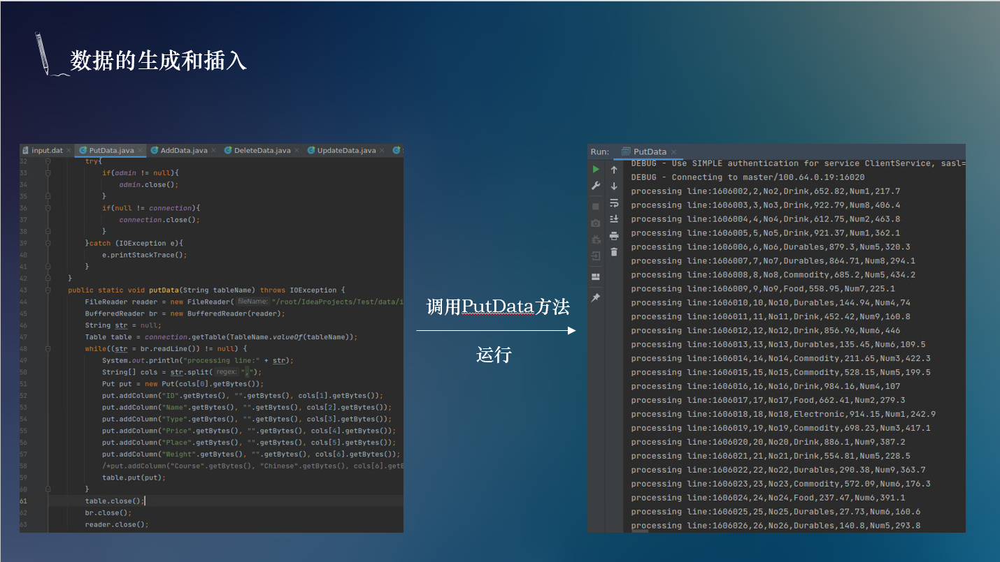 数据的生成和插入
input.dat PutData.java AddData.java DeleteData.java UpdateData.java
32 try{
33 if(admin != null){
34 admin.close();
35 }
36 if(null != connection){
37 connection.close();
38 }
39 }catch (IOException e){
40 e.printStackTrace();
41 }
42 }
43 public static void putData(String tableName) throws IOException {
44 FileReader reader = new FileReader( fileName: "/root/IdeaProjects/Test/data/i
45 BufferedReader br = new BufferedReader(reader);
46 String str = null;
47 Table table = connection.getTable(TableName.valueOf(tableName));
48 while((str = br.readLine()) != null) {
49 System.out.println("processing line:" + str);
50 String[] cols = str.split( regex: ",");
51 Put put = new Put(cols[0].getBytes());
52 put.addColumn("ID".getBytes(), "".getBytes(), cols[1].getBytes());
53 put.addColumn("Name".getBytes(), "".getBytes(), cols[2].getBytes());
54 put.addColumn("Type".getBytes(), "".getBytes(), cols[3].getBytes());
55 put.addColumn("Price".getBytes(), "".getBytes(), cols[4].getBytes());
56 put.addColumn("Place".getBytes(), "".getBytes(), cols[5].getBytes());
57 put.addColumn("Weight".getBytes(), "".getBytes(), cols[6].getBytes());
58 /*put.addColumn("Course".getBytes(), "Chinese".getBytes(), cols[6].getB
59 table.put(put);
60 }
61 table.close();
62 br.close();
63 reader.close();
调用PutData方法
运行
Run: PutData
DEBUG - Use SIMPLE authentication for service ClientService, sasl=
DEBUG - Connecting to master/100.64.0.19:16020
processing line:1606002,2,No2,Drink,652.82,Num1,217.7
processing line:1606003,3,No3,Drink,922.79,Num8,406.4
processing line:1606004,4,No4,Drink,612.75,Num2,463.8
processing line:1606005,5,No5,Drink,921.37,Num1,362.1
processing line:1606006,6,No6,Durables,879.3,Num5,320.3
processing line:1606007,7,No7,Durables,864.71,Num8,294.1
processing line:1606008,8,No8,Commodity,685.2,Num5,434.2
processing line:1606009,9,No9,Food,558.95,Num7,225.1
processing line:1606010,10,No10,Durables,144.94,Num4,74
processing line:1606011,11,No11,Drink,452.42,Num9,160.8
processing line:1606012,12,No12,Drink,856.96,Num6,446
processing line:1606013,13,No13,Durables,135.45,Num6,109.5
processing line:1606014,14,No14,Commodity,211.65,Num3,422.3
processing line:1606015,15,No15,Commodity,528.15,Num5,199.5
processing line:1606016,16,No16,Drink,984.16,Num4,107
processing line:1606017,17,No17,Food,662.41,Num2,279.3
processing line:1606018,18,No18,Electronic,914.15,Num1,242.9
processing line:1606019,19,No19,Commodity,698.23,Num3,417.1
processing line:1606020,20,No20,Drink,886.1,Num9,387.2
processing line:1606021,21,No21,Drink,554.81,Num5,228.5
processing line:1606022,22,No22,Durables,290.38,Num9,363.7
processing line:1606023,23,No23,Commodity,572.09,Num6,176.3
processing line:1606024,24,No24,Food,237.47,Num6,391.1
processing line:1606025,25,No25,Durables,27.73,Num6,160.6
processing line:1606026,26,No26,Durables,140.8,Num5,293.8